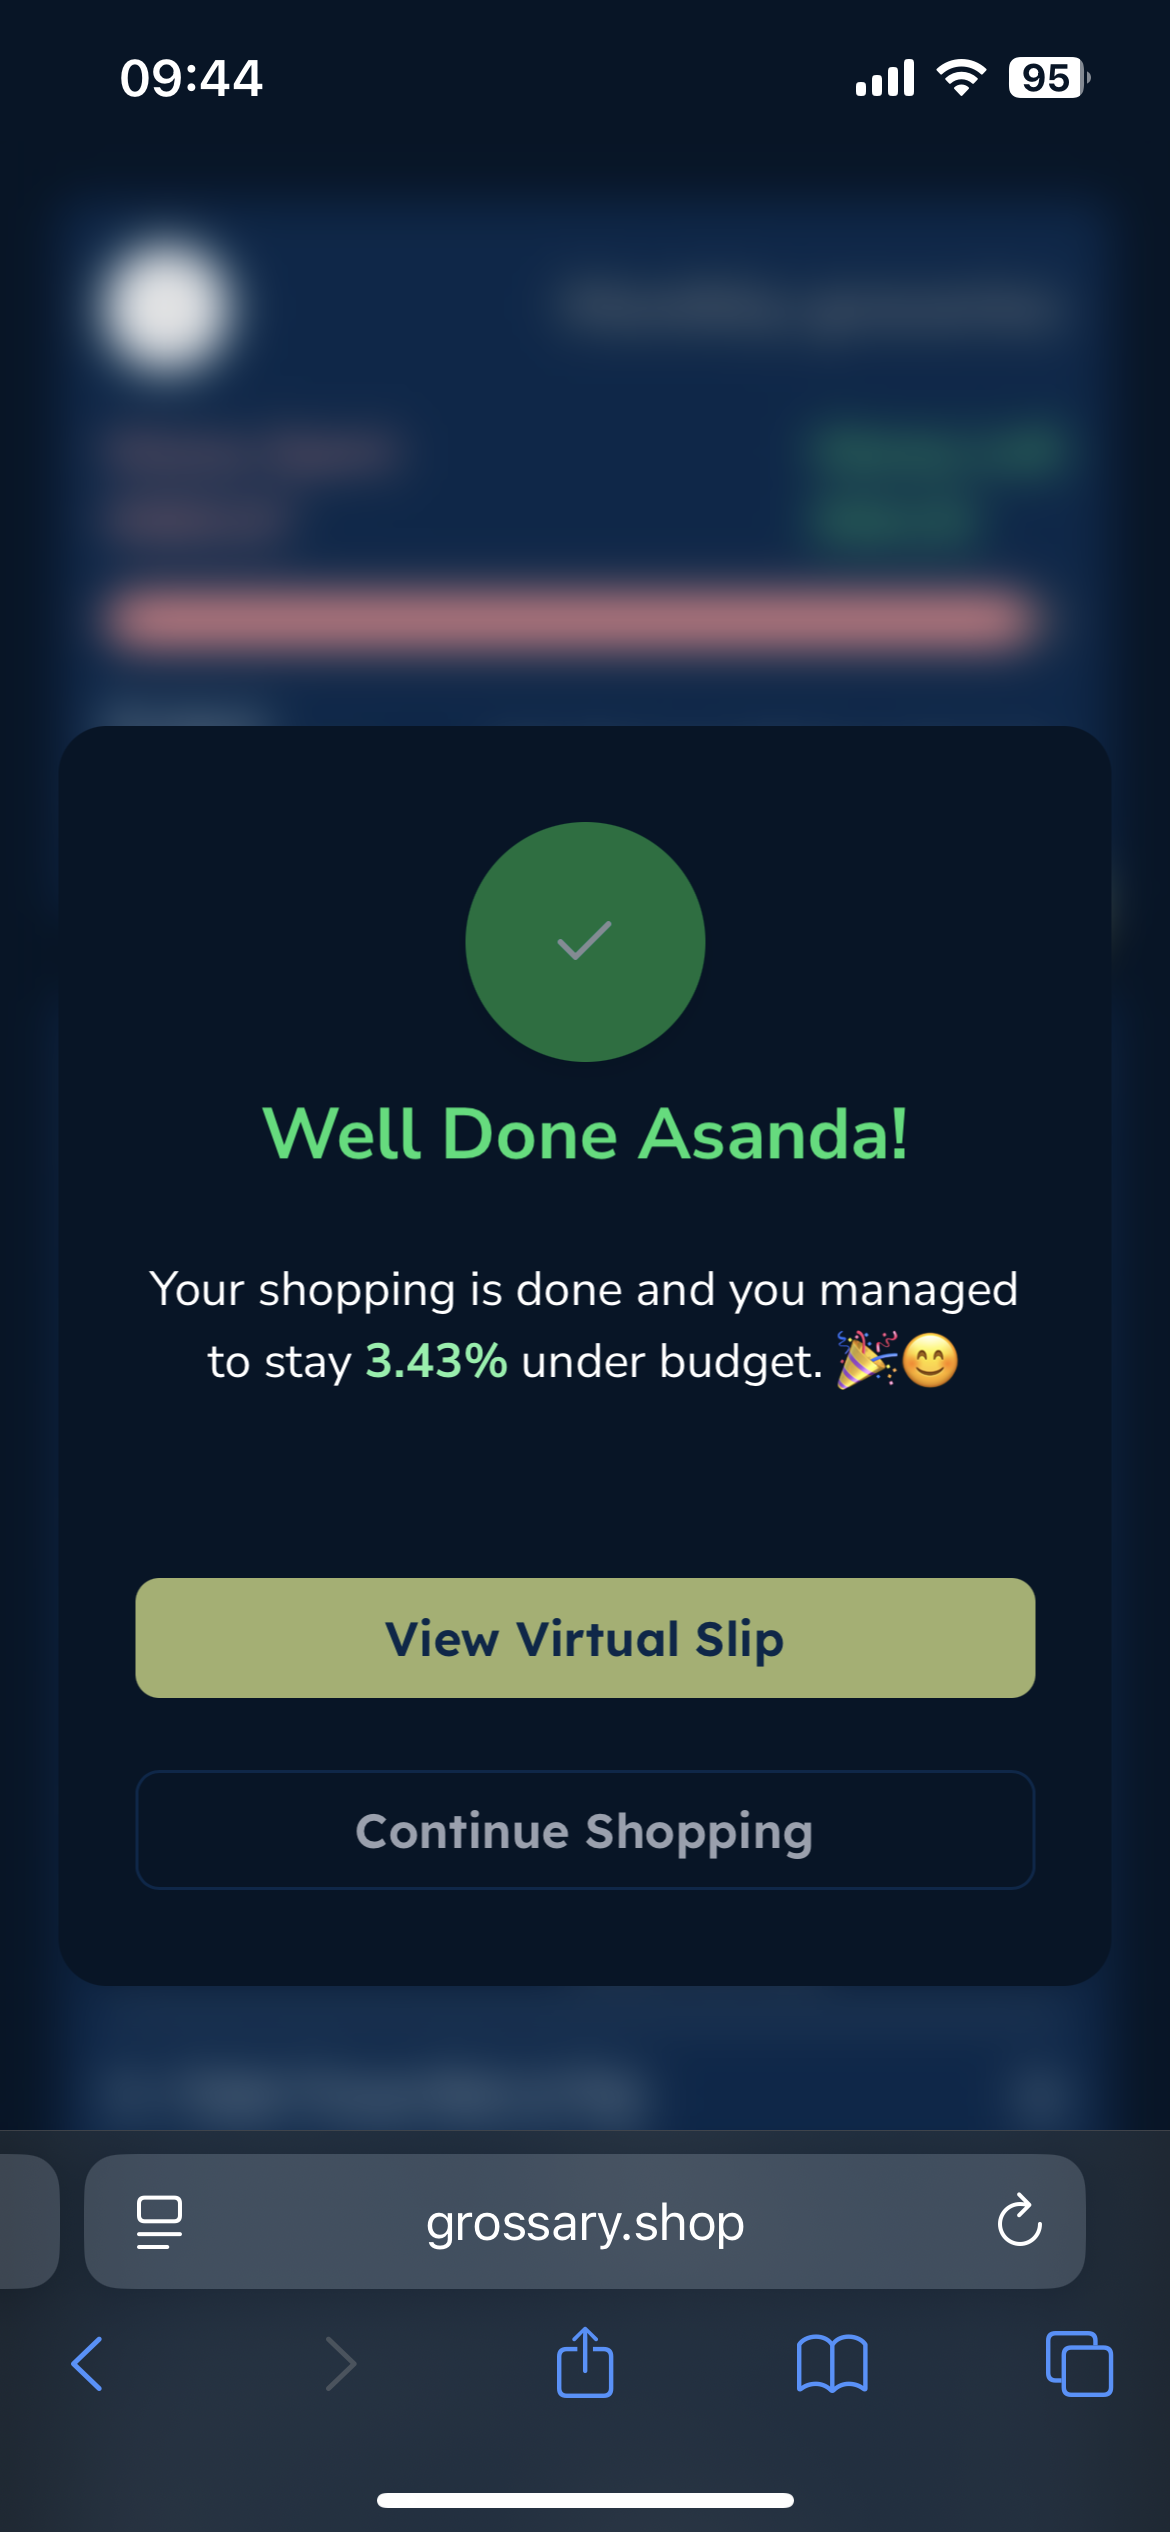 09:44
95
Well Done Asanda!
Your shopping is done and you managed
to stay 3.43% under budget. 🎉😊
View Virtual Slip
Continue Shopping
grossary.shop